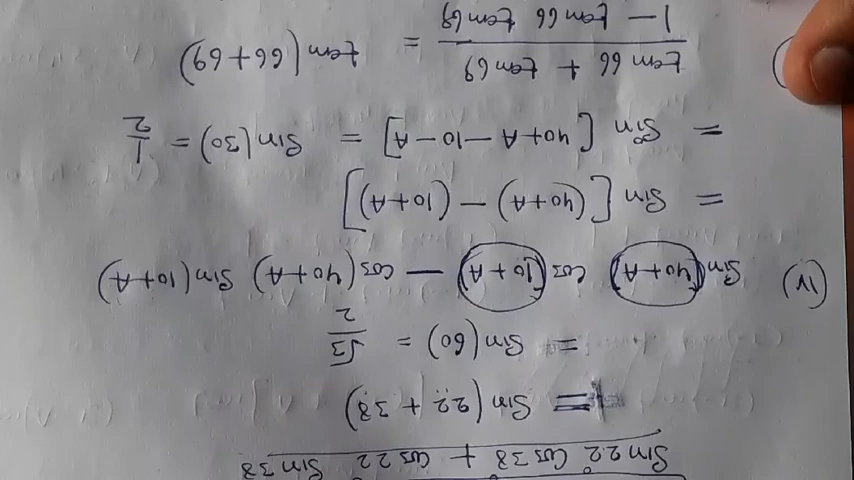 Sin 22° Cos 38° + Cos 22° Sin 38
= Sin (22 + 38)
= Sin (60) = √3/2
(iv) Sin (40+A) Cos (10+A) — Cos (40+A) Sin (10+A)
= Sin [(40+A) — (10+A)]
= Sin [40+A —10—A] = Sin (30) = 1/2
tan 66 + tan 69 / 1 — tan 66 tan 69 = tan (66+69)